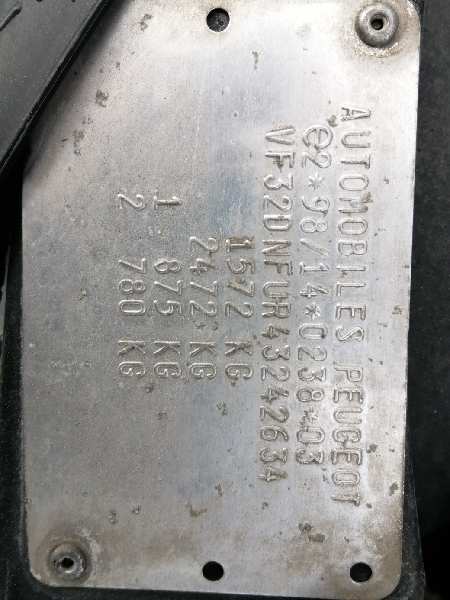 AUTOMOBILES PEUGEOT
e2*98/14*0238*03
VF32DNFUR43242634
1572 KG
2472 KG
1 875 KG
2 780 KG